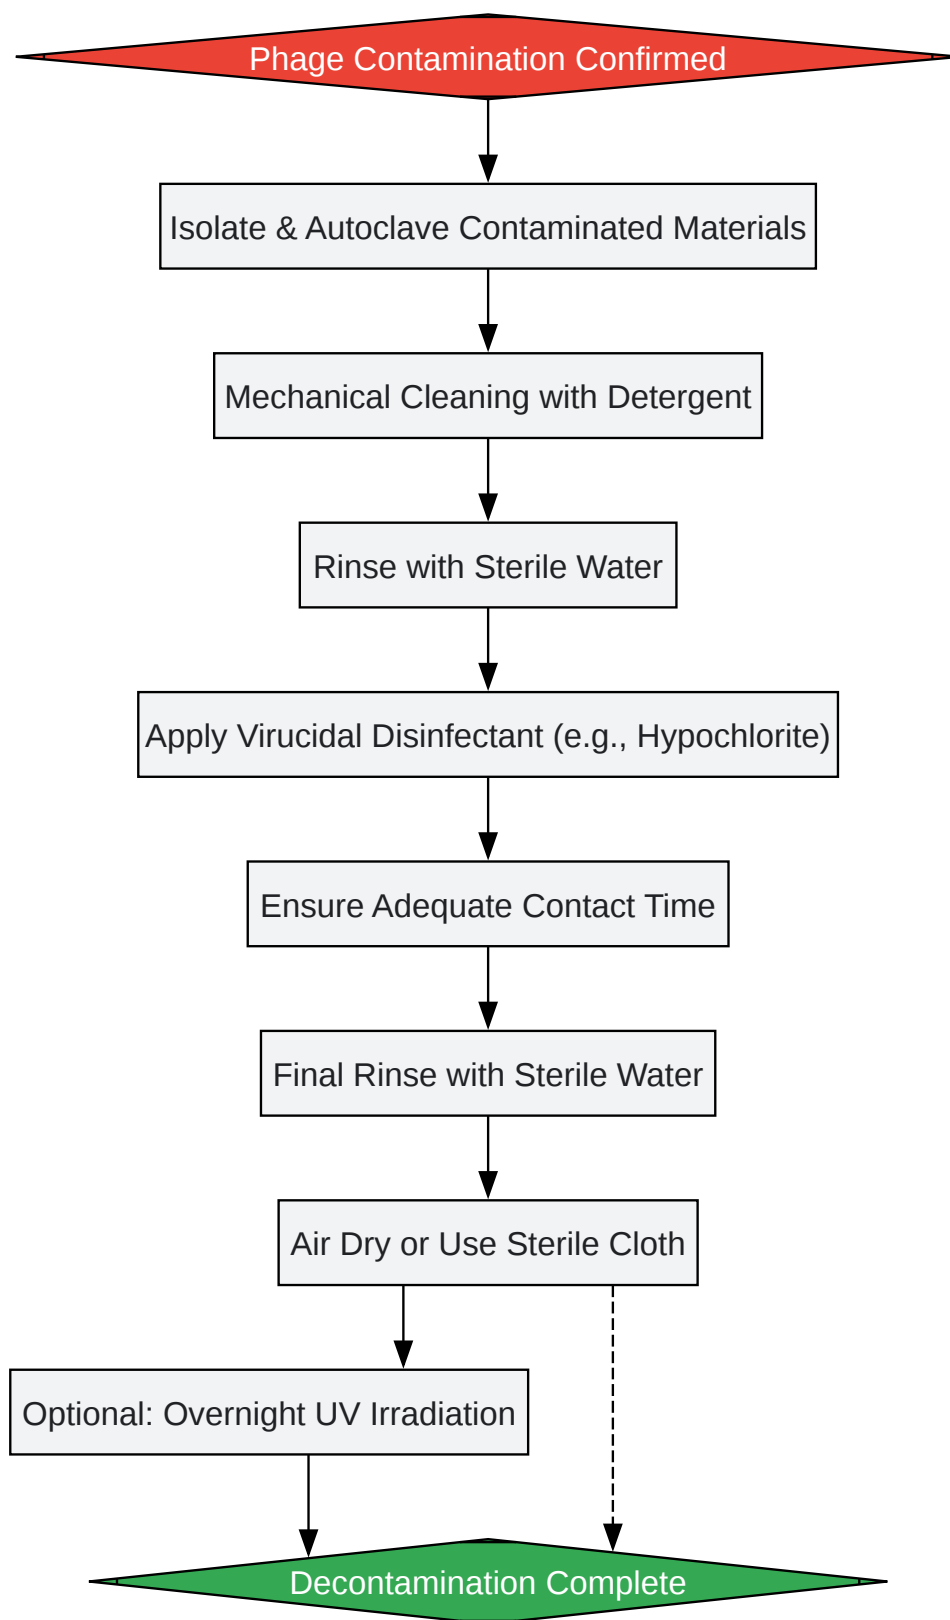 Phage Contamination Confirmed
Isolate & Autoclave Contaminated Materials
Mechanical Cleaning with Detergent
Rinse with Sterile Water
Apply Virucidal Disinfectant (e.g., Hypochlorite)
Ensure Adequate Contact Time
Final Rinse with Sterile Water
Air Dry or Use Sterile Cloth
Optional: Overnight UV Irradiation
Decontamination Complete